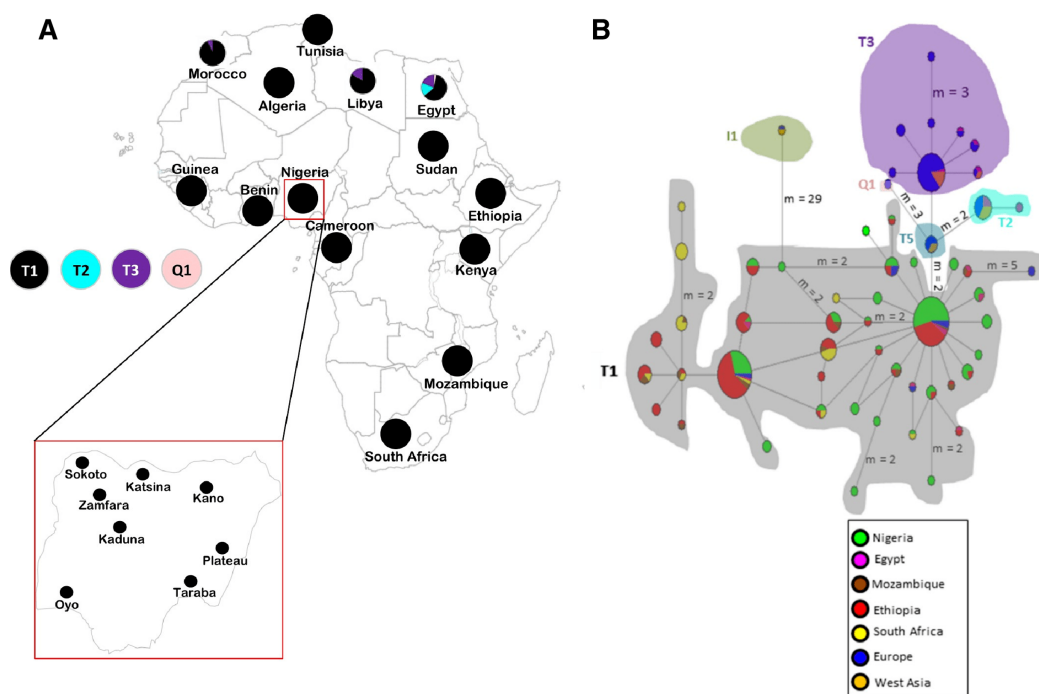 A
Tunisia
Morocco
Algeria
Libya
Egypt
Sudan
Guinea
Nigeria
Benin
Ethiopia
Cameroon
Kenya
T1
T2
T3
Q1
Mozambique
South Africa
Sokoto
Katsina
Kano
Zamfara
Kaduna
Plateau
Taraba
Oyo
B
T3
m = 3
I1
Q1
m = 29
m = 3
m = 2
T2
T5
m = 2
m = 2
m = 5
m = 2
m = 2
m = 2
T1
m = 2
m = 2
Nigeria
Egypt
Mozambique
Ethiopia
South Africa
Europe
West Asia